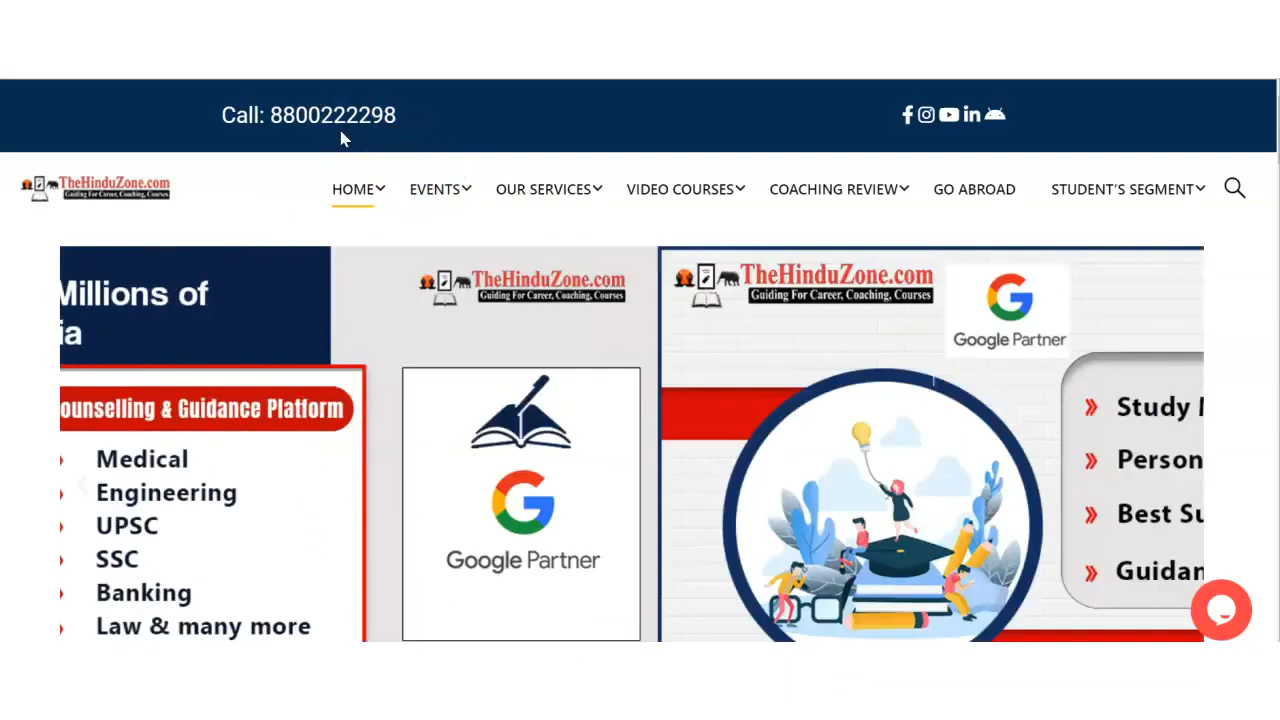 Call: 8800222298
TheHinduZone.com
Guiding For Career, Coaching, Courses
HOME EVENTS OUR SERVICES VIDEO COURSES COACHING REVIEW GO ABROAD STUDENT'S SEGMENT
Millions of
ia
ounselling & Guidance Platform
Medical
Engineering
UPSC
SSC
Banking
Law & many more
TheHinduZone.com
Guiding For Career, Coaching, Courses
Google Partner
TheHinduZone.com
Guiding For Career, Coaching, Courses
Google Partner
» Study
» Person
» Best Su
» Guidan